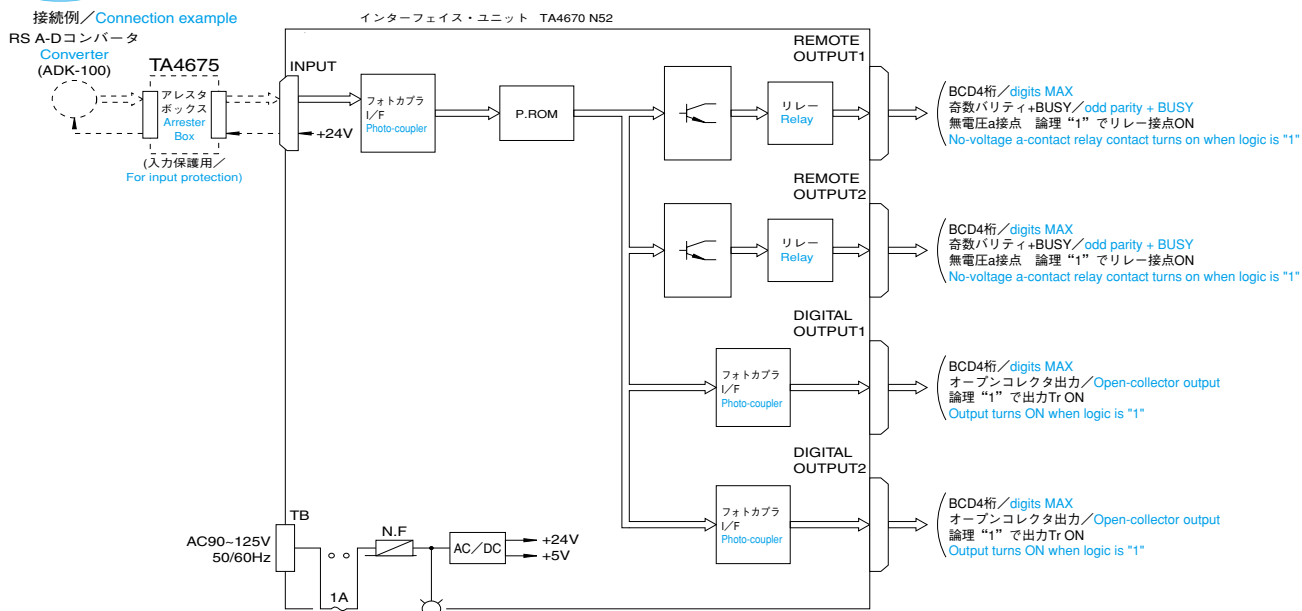 接続例/Connection example
インターフェイス・ユニット TA4670 N52
RS A-Dコンバータ
Converter
(ADK-100)
TA4675
アレスタ
ボックス
Arrester
Box
(入力保護用/
For input protection)
INPUT
+24V
フォトカプラ
I/F
Photo-coupler
P.ROM
リレー
Relay
REMOTE
OUTPUT1
BCD4桁/digits MAX
奇数パリティ+BUSY/odd parity + BUSY
無電圧a接点 論理“1”でリレー接点ON
No-voltage a-contact relay contact turns on when logic is "1"
リレー
Relay
REMOTE
OUTPUT2
BCD4桁/digits MAX
奇数パリティ+BUSY/odd parity + BUSY
無電圧a接点 論理“1”でリレー接点ON
No-voltage a-contact relay contact turns on when logic is "1"
フォトカプラ
I/F
Photo-coupler
DIGITAL
OUTPUT1
BCD4桁/digits MAX
オープンコレクタ出力/Open-collector output
論理“1”で出力Tr ON
Output turns ON when logic is "1"
フォトカプラ
I/F
Photo-coupler
DIGITAL
OUTPUT2
BCD4桁/digits MAX
オープンコレクタ出力/Open-collector output
論理“1”で出力Tr ON
Output turns ON when logic is "1"
TB
AC90~125V
50/60Hz
1A
N.F
AC/DC
+24V
+5V